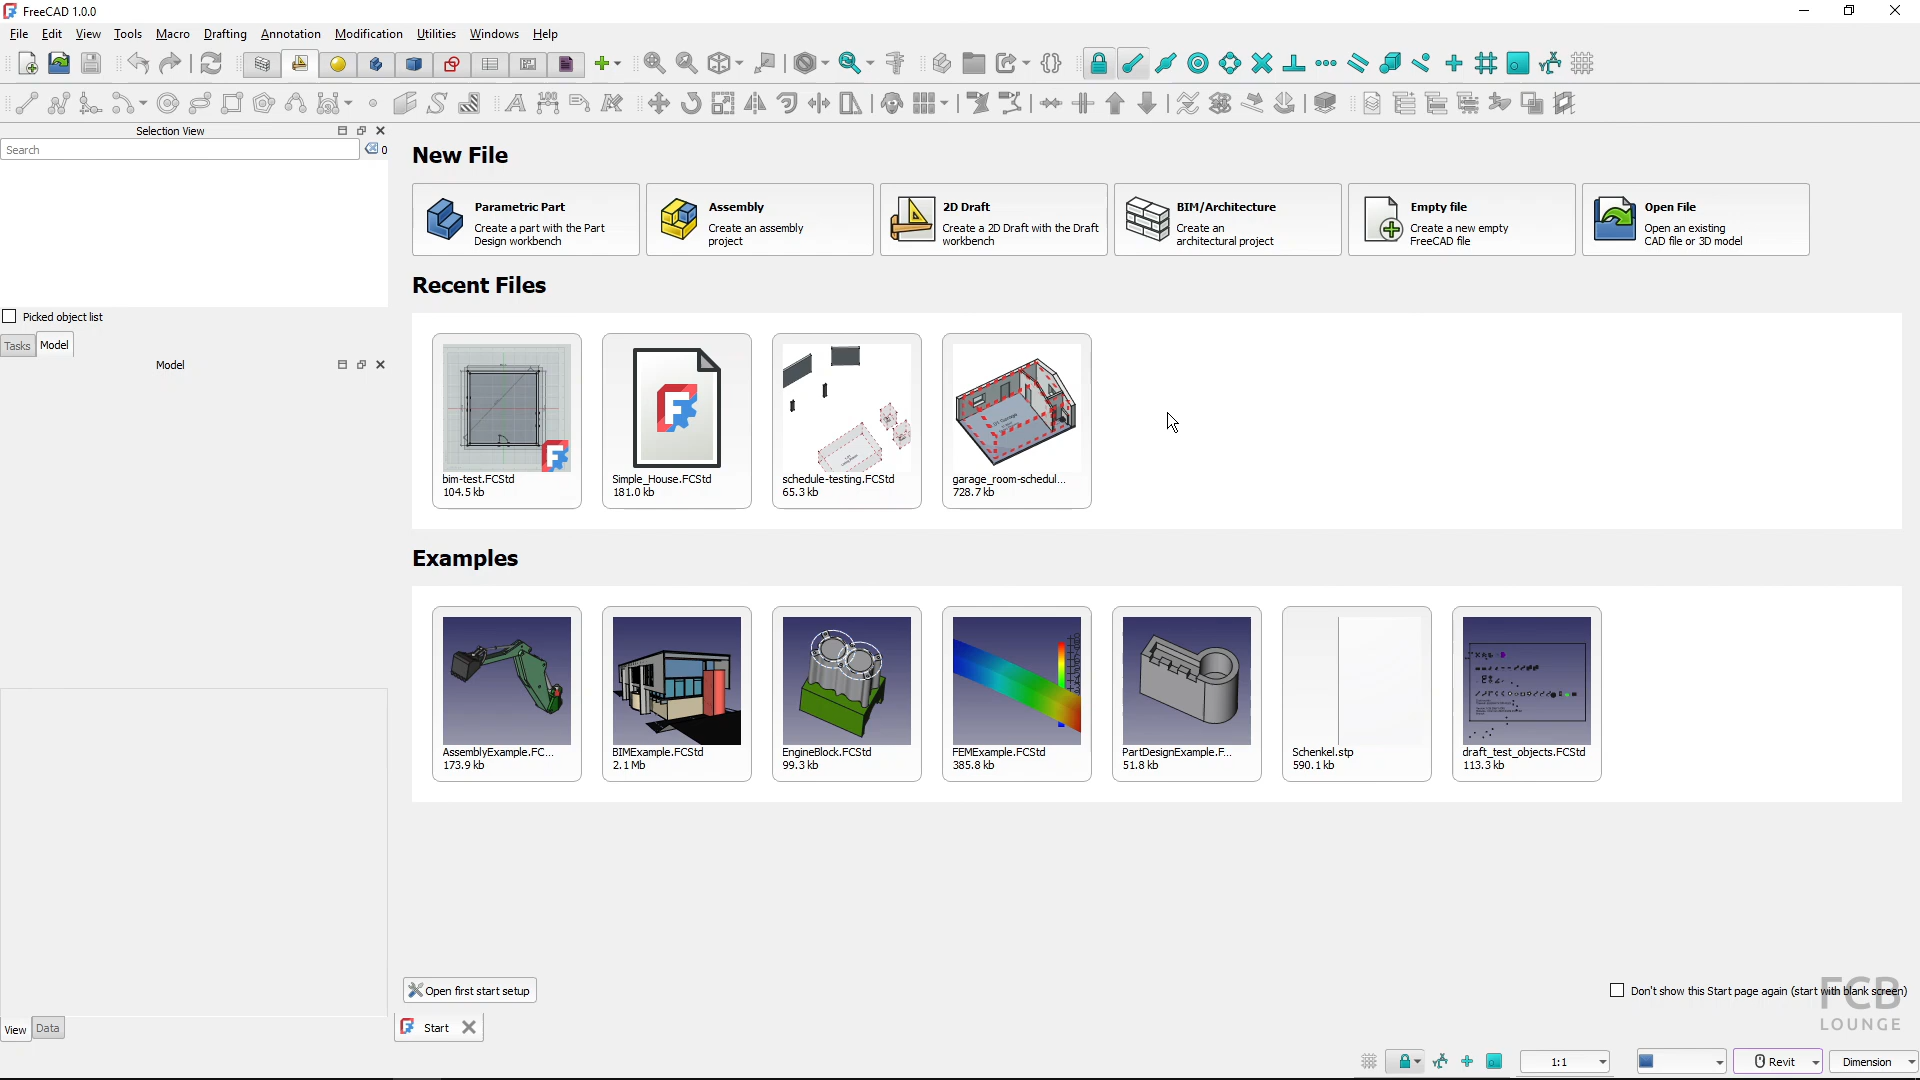 FreeCAD 1.0.0
File Edit View Tools Macro Drafting Annotation Modification Utilities Windows Help
Selection View
Search
0
Picked object list
Tasks Model
Model
View Data
New File
Parametric Part
Create a part with the Part
Design workbench
Assembly
Create an assembly
project
2D Draft
Create a 2D Draft with the Draft
workbench
BIM/Architecture
Create an
architectural project
Empty file
Create a new empty
FreeCAD file
Open File
Open an existing
CAD file or 3D model
Recent Files
bim-test.FCStd
104.5 kb
Simple_House.FCStd
181.0 kb
schedule-testing.FCStd
65.3 kb
garage_room-schedul...
728.7 kb
Examples
AssemblyExample.FC...
173.9 kb
BIMExample.FCStd
2.1 Mb
EngineBlock.FCStd
99.3 kb
FEMExample.FCStd
385.8 kb
PartDesignExample.F...
51.8 kb
Schenkel.stp
590.1 kb
draft_test_objects.FCStd
113.3 kb
Open first start setup
Don't show this Start page again (start with blank screen)
FCB
LOUNGE
Start
1:1
Revit
Dimension